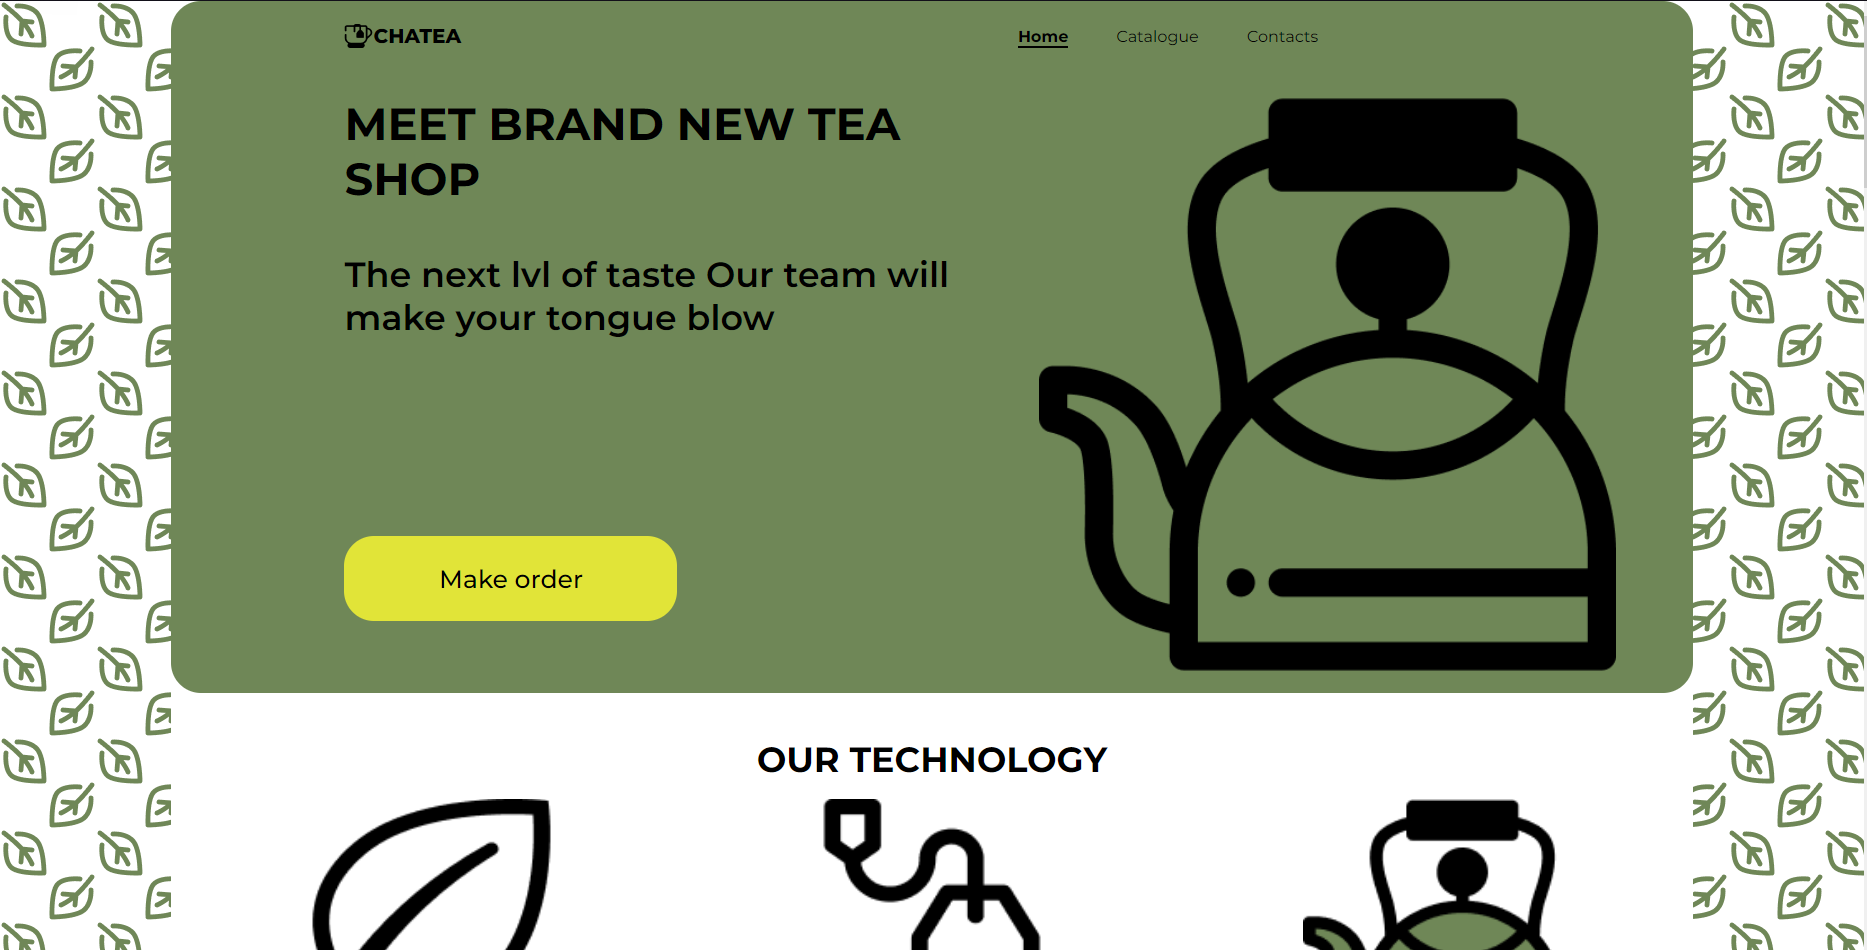 CHATEA
Home Catalogue Contacts
MEET BRAND NEW TEA
SHOP
The next lvl of taste Our team will
make your tongue blow
Make order
OUR TECHNOLOGY